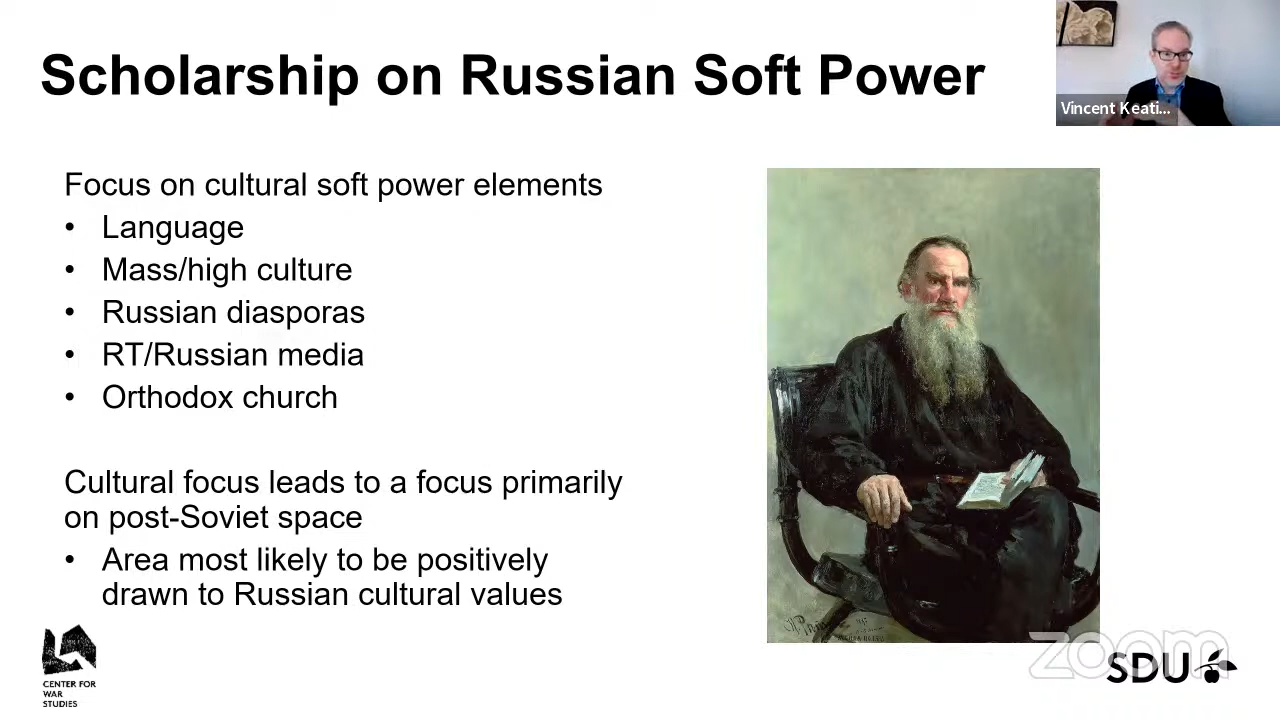 Scholarship on Russian Soft Power
Vincent Keati...
Focus on cultural soft power elements
• Language
• Mass/high culture
• Russian diasporas
• RT/Russian media
• Orthodox church
Cultural focus leads to a focus primarily
on post-Soviet space
• Area most likely to be positively
drawn to Russian cultural values
CENTER FOR
WAR
STUDIES
zoom
SDU